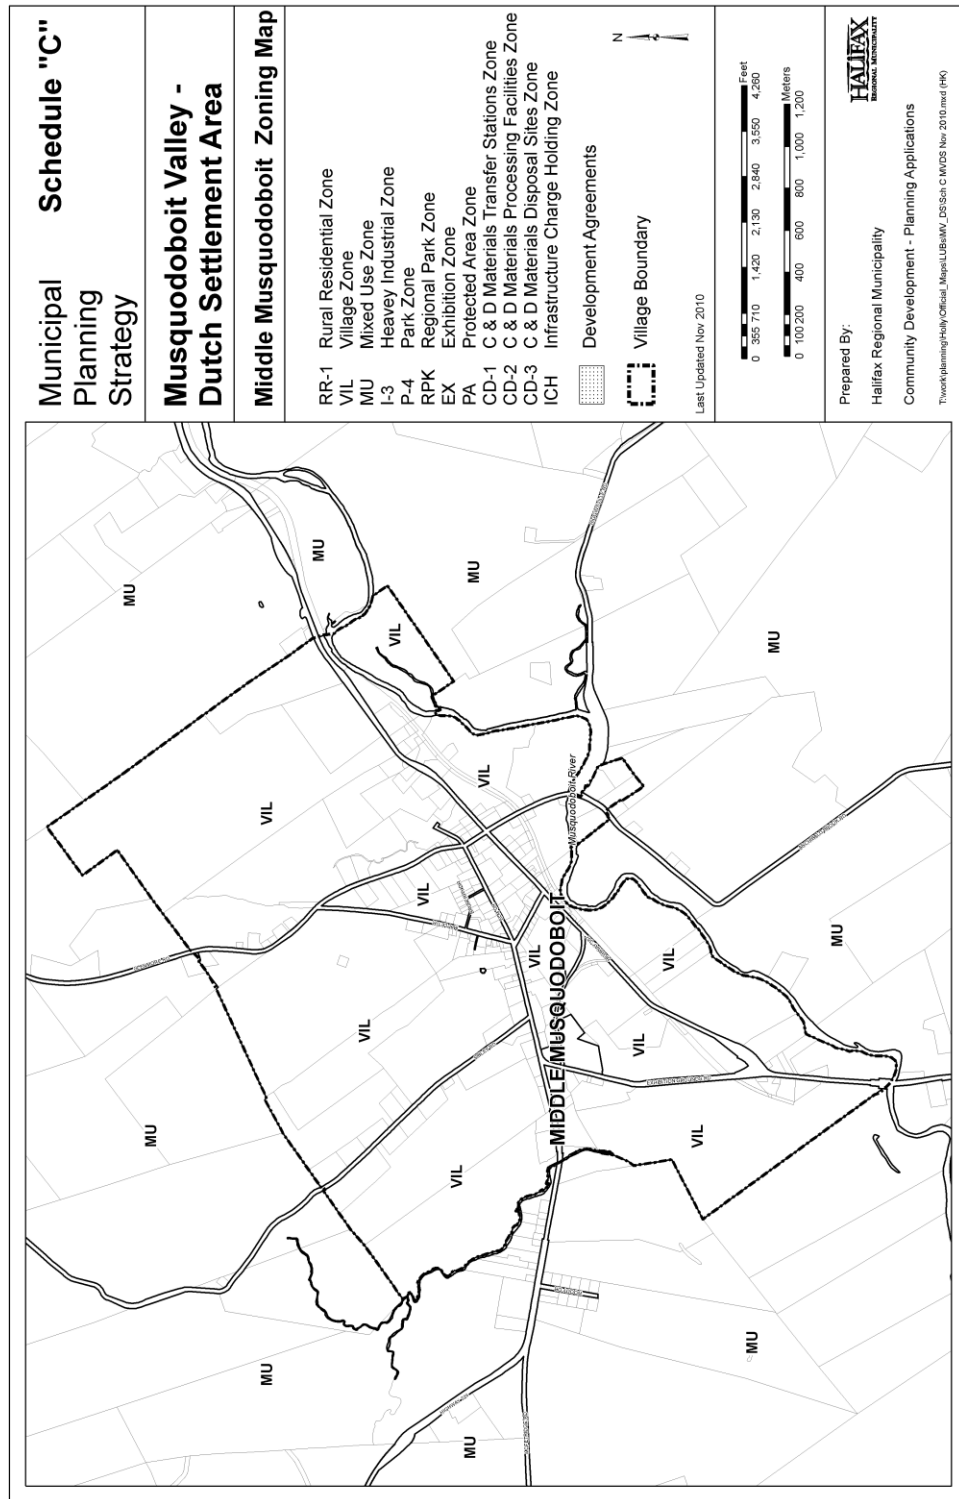 Municipal Schedule "C"
Planning
Strategy
Musquodoboit Valley -
Dutch Settlement Area
Middle Musquodoboit Zoning Map
RR-1 Rural Residential Zone
VIL Village Zone
MU Mixed Use Zone
I-3 Heavey Industrial Zone
P-4 Park Zone
RPK Regional Park Zone
EX Exhibition Zone
PA Protected Area Zone
CD-1 C & D Materials Transfer Stations Zone
CD-2 C & D Materials Processing Facilities Zone
CD-3 C & D Materials Disposal Sites Zone
ICH Infrastructure Charge Holding Zone
N
Development Agreements
Village Boundary
Last Updated Nov 2010
Feet
0 355 710 1,420 2,130 2,840 3,550 4,260
Meters
0 100 200 400 600 800 1,000 1,200
Prepared By:
HALIFAX
REGIONAL MUNICIPALITY
Halifax Regional Municipality
Community Development - Planning Applications
MU
MU
MU
VIL
MU
VIL
VIL
VIL
Musquodoboit River
MU
VIL
VIL
MIDDLE MUSQUODOBOIT
VIL
MU
VIL
MU
VIL
VIL
MU
MU
MU